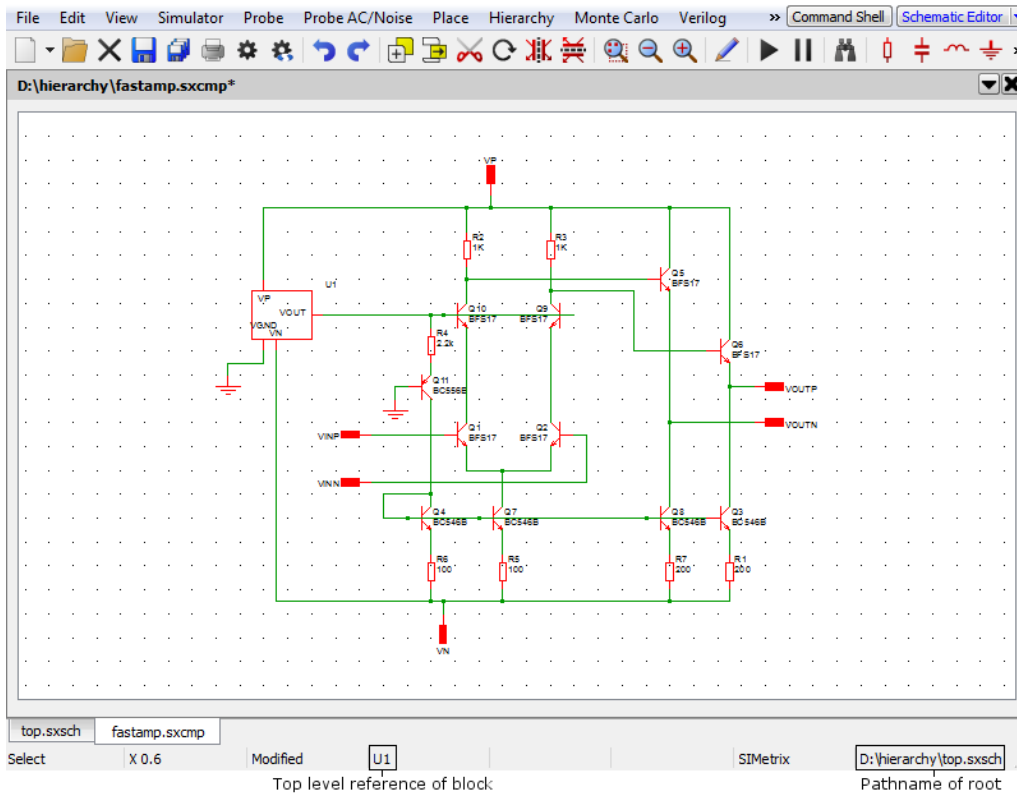 File Edit View Simulator Probe Probe AC/Noise Place Hierarchy Monte Carlo Verilog » Command Shell Schematic Editor
D:\hierarchy\fastamp.sxcmp*
VP
R2
1K
R3
1K
Q5
BFS17
U1
VP
VOUT
VGND
VN
Q10
BFS17
Q9
BFS17
R4
2.2k
Q6
BFS17
Q11
BC556B
VOUTP
VOUTN
VINP
Q1
BFS17
Q2
BFS17
VINN
Q4
BC546B
Q7
BC546B
Q8
BC546B
Q3
BC546B
R6
100
R5
100
R7
200
R1
200
VN
top.sxsch fastamp.sxcmp
Select X 0.6 Modified U1 SIMetrix D:\hierarchy\top.sxsch
Top level reference of block Pathname of root